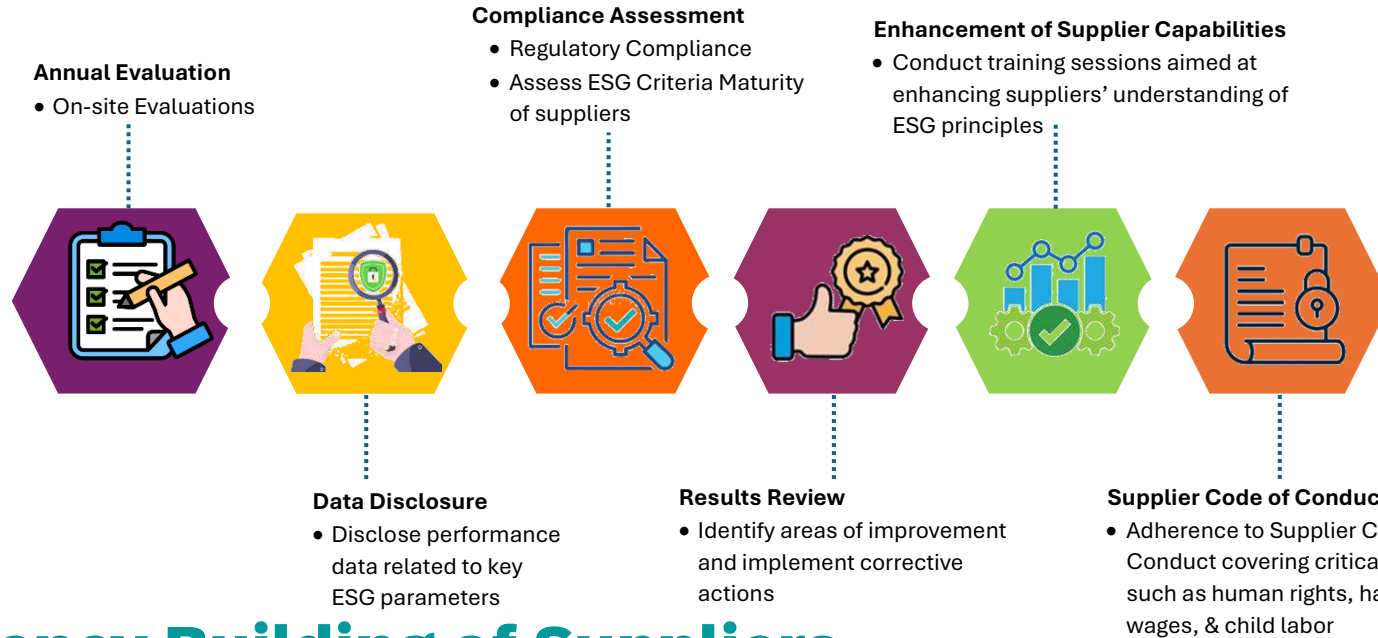 Annual Evaluation
• On-site Evaluations
Compliance Assessment
• Regulatory Compliance
• Assess ESG Criteria Maturity
of suppliers
Enhancement of Supplier Capabilities
• Conduct training sessions aimed at
enhancing suppliers’ understanding of
ESG principles
Data Disclosure
• Disclose performance
data related to key
ESG parameters
Results Review
• Identify areas of improvement
and implement corrective
actions
Supplier Code of
• Adherence to Supplier
Conduct covering
such as human rights,
wages, & child labor
Building of Suppliers